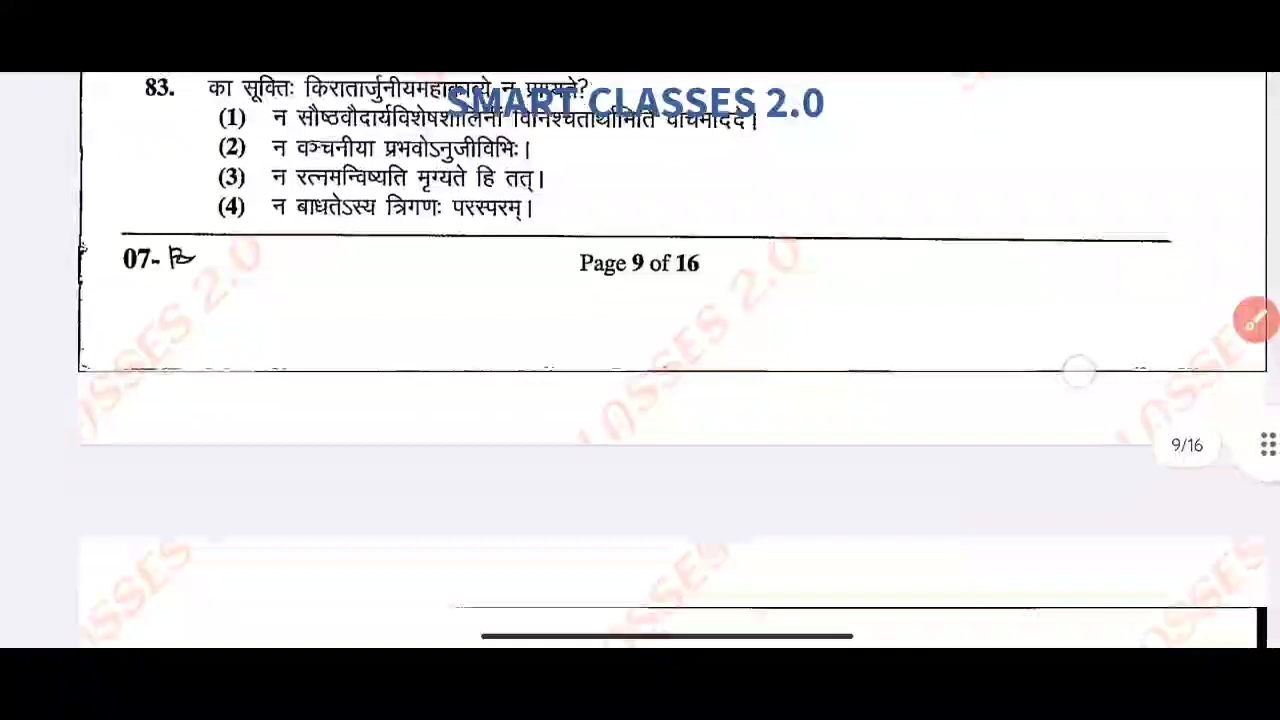 83. का सूक्तिः किरातार्जुनीयमहाकाव्ये न प्राप्यते?
SMART CLASSES 2.0
(1) न सौष्ठवौदार्यविशेषशालिनीं विनिश्चितार्थामिति वाचमाददे।
(2) न वञ्चनीया प्रभवोऽनुजीविभिः।
(3) न रत्नमन्विष्यति मृग्यते हि तत्।
(4) न बाधतेऽस्य त्रिगणः परस्परम्।
07-
Page 9 of 16
9/16